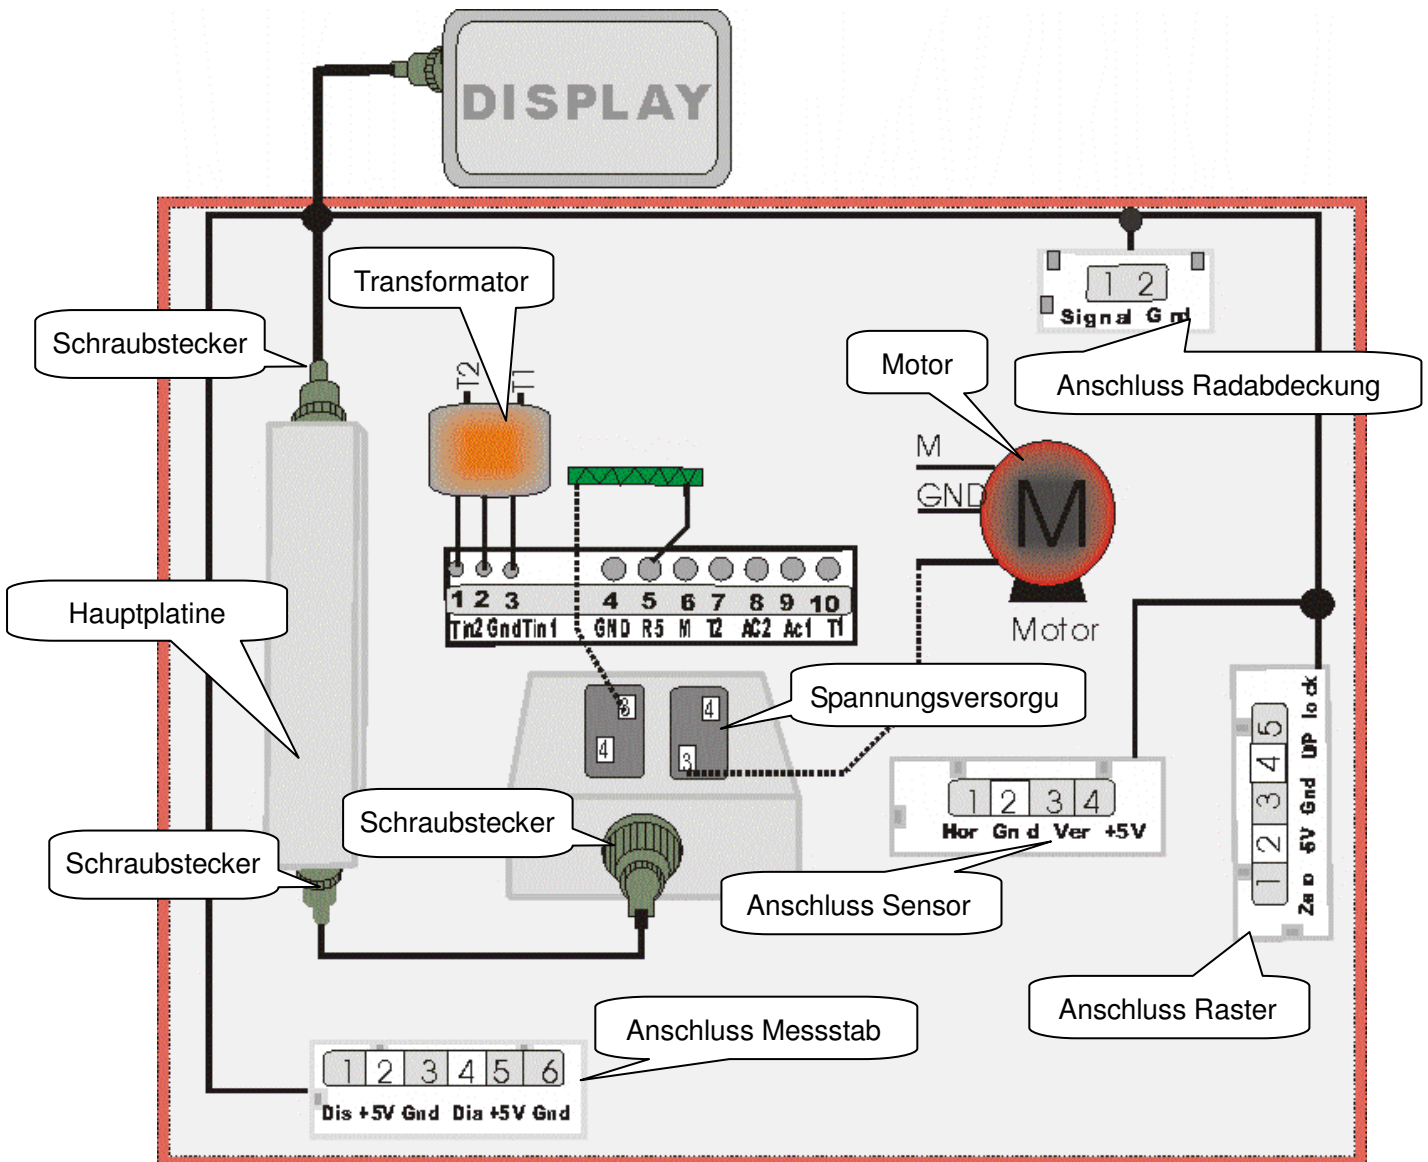 DISPLAY
Transformator
Schraubstecker
1 2
Signal Gnd
Anschluss Radabdeckung
Motor
T2
T1
M
GND
M
Motor
1 2 3 4 5 6 7 8 9 10
Tin2 Gnd Tin1 GND R5 M T2 AC2 Ac1 T1
Hauptplatine
3
4
4
3
Spannungsversorgu
Schraubstecker
Schraubstecker
1 2 3 4
Hor Gnd Ver +5V
Anschluss Sensor
1 2 3 4 5
5V Gnd UP lock
Anschluss Raster
Anschluss Messstab
1 2 3 4 5 6
Dis +5V Gnd Dia +5V Gnd